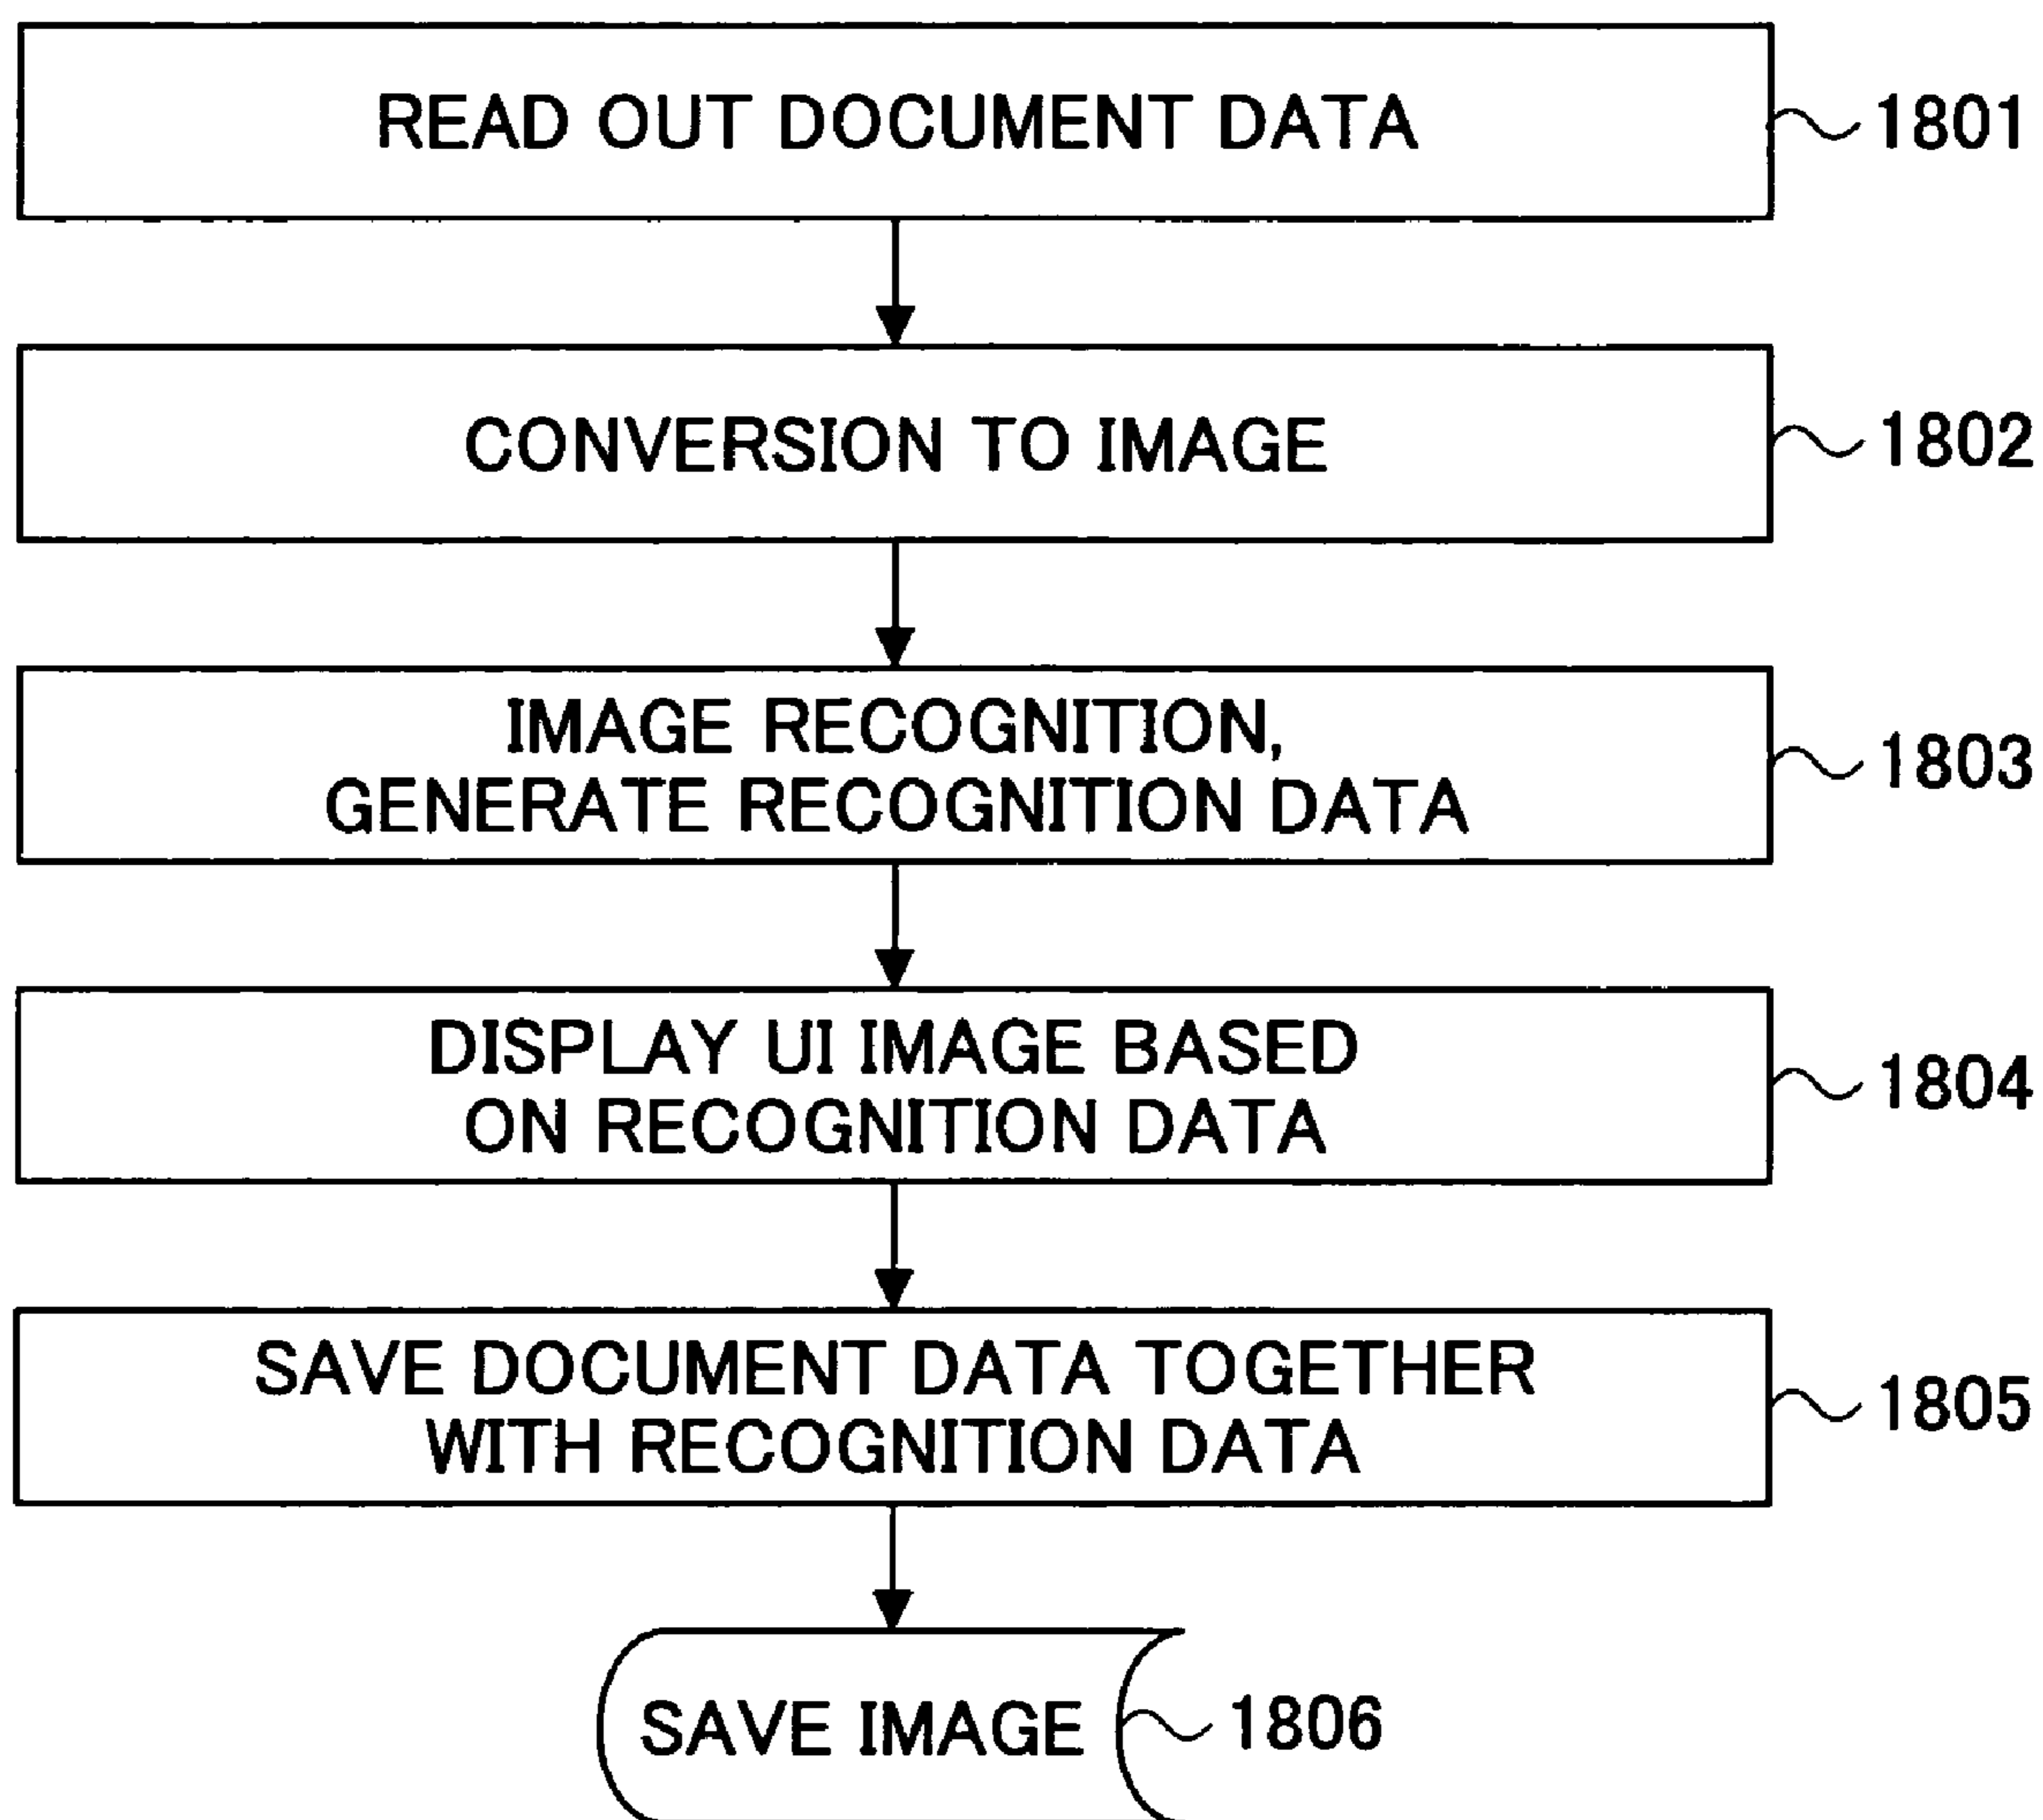 READ OUT DOCUMENT DATA
1801
CONVERSION TO IMAGE
1802
IMAGE RECOGNITION,
GENERATE RECOGNITION DATA
1803
DISPLAY UI IMAGE BASED
ON RECOGNITION DATA
1804
SAVE DOCUMENT DATA TOGETHER
WITH RECOGNITION DATA
1805
SAVE IMAGE
1806